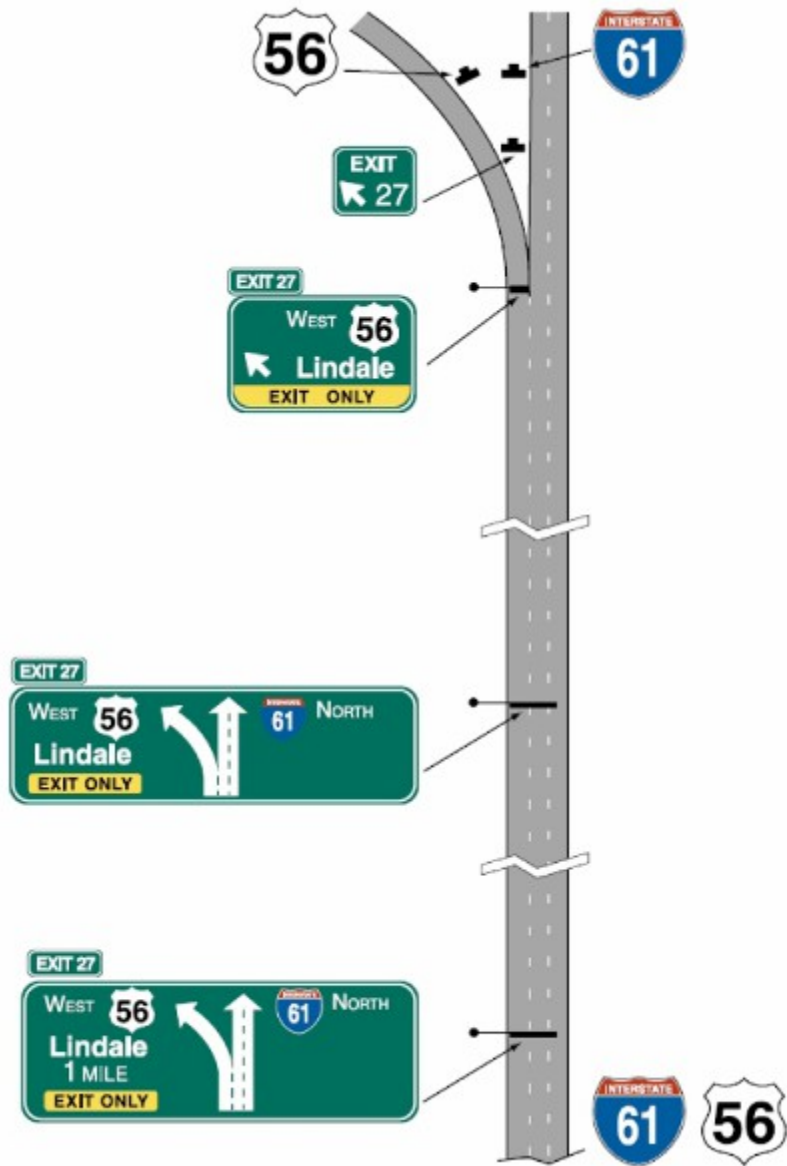 56
INTERSTATE
61
EXIT
27
EXIT 27
WEST 56
Lindale
EXIT ONLY
EXIT 27
WEST 56
61 NORTH
Lindale
EXIT ONLY
EXIT 27
WEST 56
61 NORTH
Lindale
1 MILE
EXIT ONLY
INTERSTATE
61
56